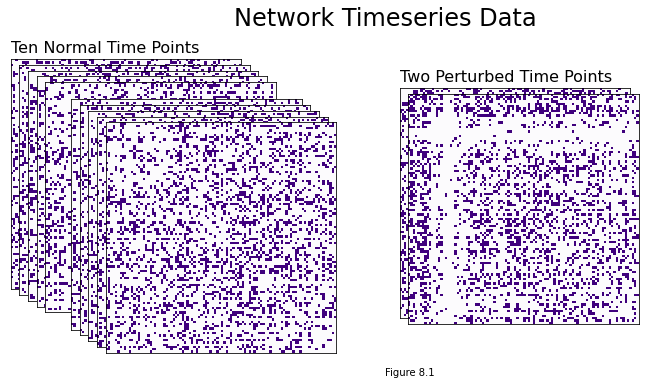 Network Timeseries Data
Ten Normal Time Points
Two Perturbed Time Points
Figure 8.1